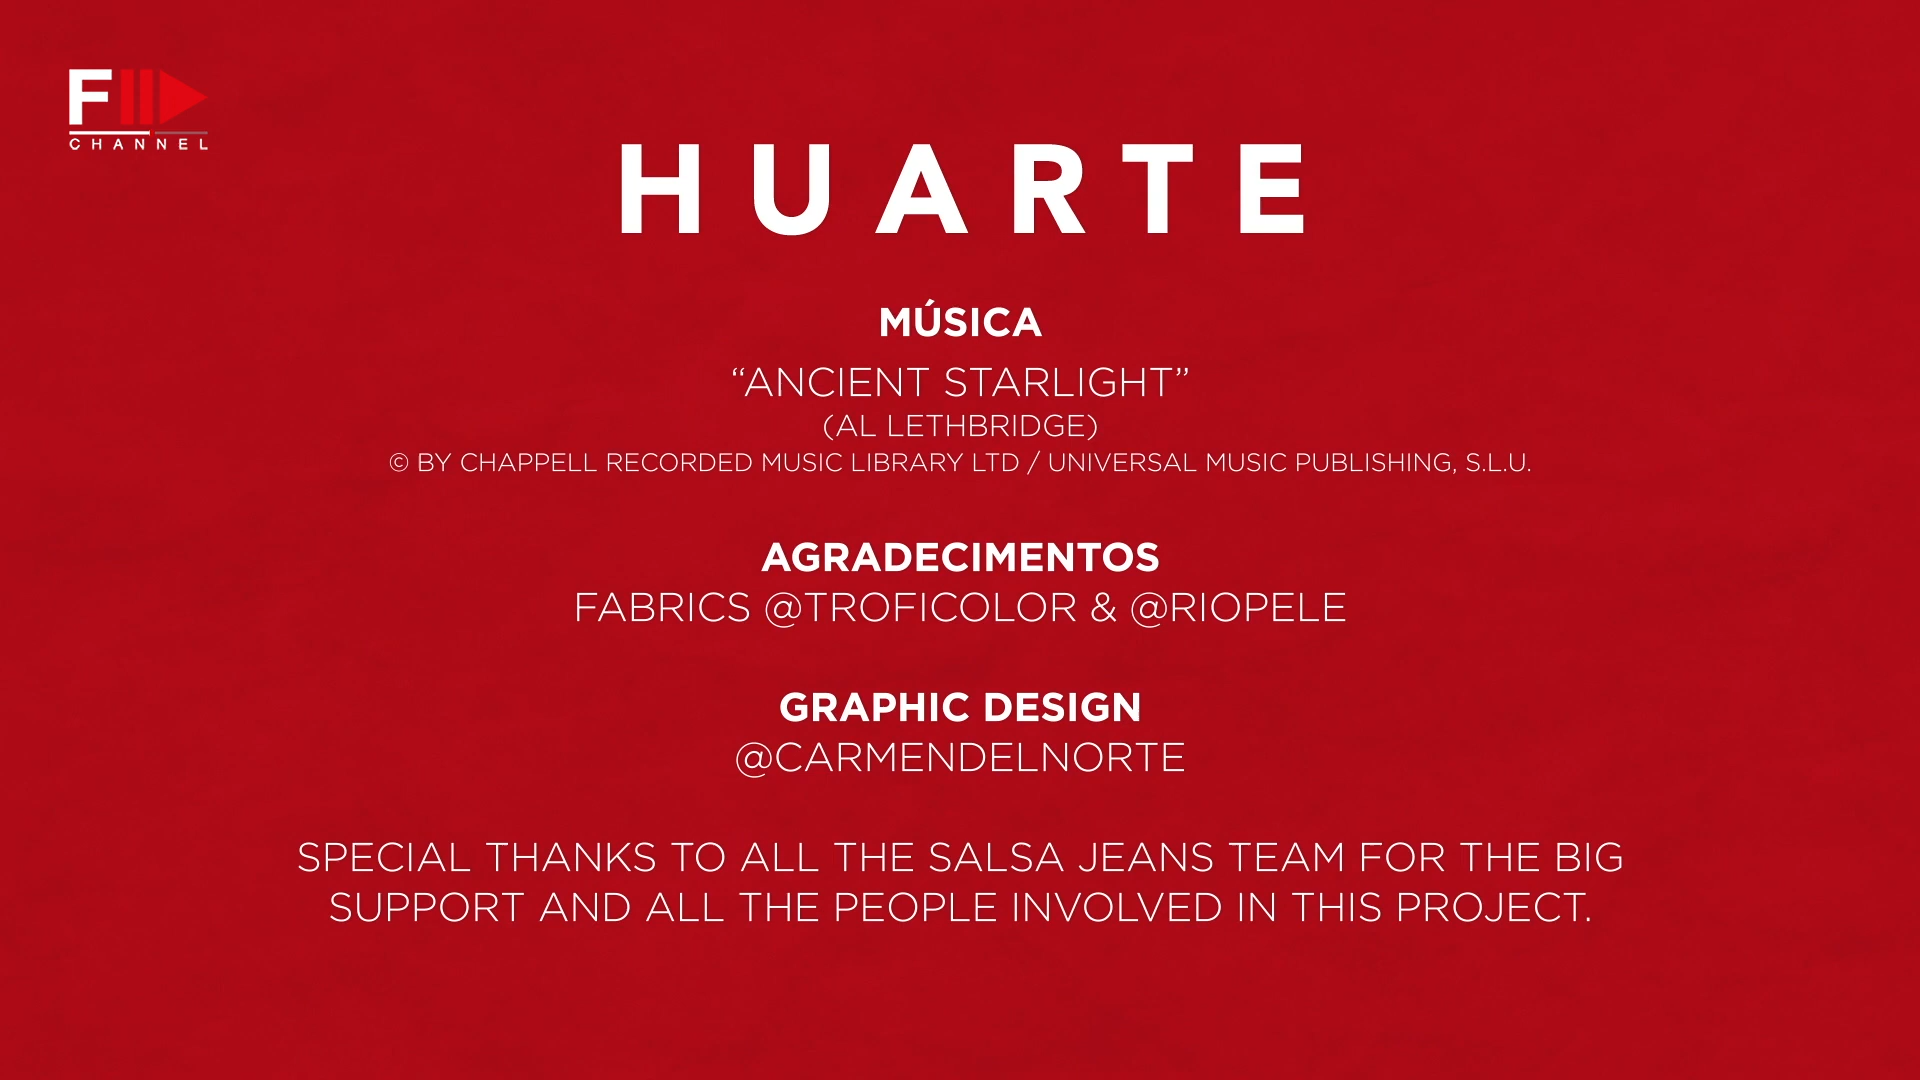 F
CHANNEL
HUARTE
MÚSICA
“ANCIENT STARLIGHT”
(AL LETHBRIDGE)
© BY CHAPPELL RECORDED MUSIC LIBRARY LTD / UNIVERSAL MUSIC PUBLISHING, S.L.U.
AGRADECIMENTOS
FABRICS @TROFICOLOR & @RIOPELE
GRAPHIC DESIGN
@CARMENDELNORTE
SPECIAL THANKS TO ALL THE SALSA JEANS TEAM FOR THE BIG
SUPPORT AND ALL THE PEOPLE INVOLVED IN THIS PROJECT.